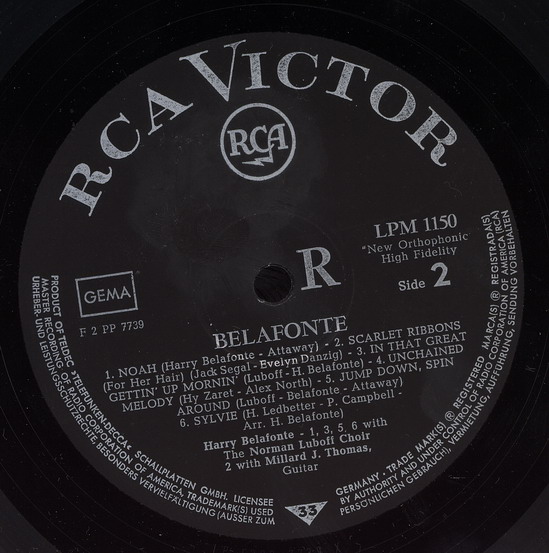 RCA VICTOR
RCA
LPM 1150
"New Orthophonic"
High Fidelity
R
Side 2
GEMA
F 2 PP 7739
BELAFONTE
1. NOAH (Harry Belafonte - Attaway) - 2. SCARLET RIBBONS
(For Her Hair) (Jack Segal - Evelyn Danzig) - 3. IN THAT GREAT
GETTIN' UP MORNIN' (Luboff - H. Belafonte) - 4. UNCHAINED
MELODY (Hy Zaret - Alex North) - 5. JUMP DOWN, SPIN
AROUND (Luboff - Belafonte - Attaway)
6. SYLVIE (H. Ledbetter - P. Campbell -
Arr. H. Belafonte)
Harry Belafonte - 1, 3, 5, 6 with
The Norman Luboff Choir
2 with Millard J. Thomas,
Guitar
33
PRODUCT OF TELDEC »TELEFUNKEN-DECCA« SCHALLPLATTEN GMBH. LICENSEE
MASTER RECORDING OF RADIO CORPORATION OF AMERICA, TRADEMARK(S) USED
URHEBER- UND LEISTUNGSSCHUTZRECHTE, BESONDERS VERVIELFÄLTIGUNG (AUSSER ZUM
GERMANY - TRADE MARK(S) ® REGISTERED MARCA(S) ® REGISTRADA(S)
BY AUTHORITY AND UNDER CONTROL OF RADIO CORPORATION OF AMERICA (RCA)
PERSÖNLICHEN GEBRAUCH), VERMIETUNG, AUFFÜHRUNG, SENDUNG VORBEHALTEN